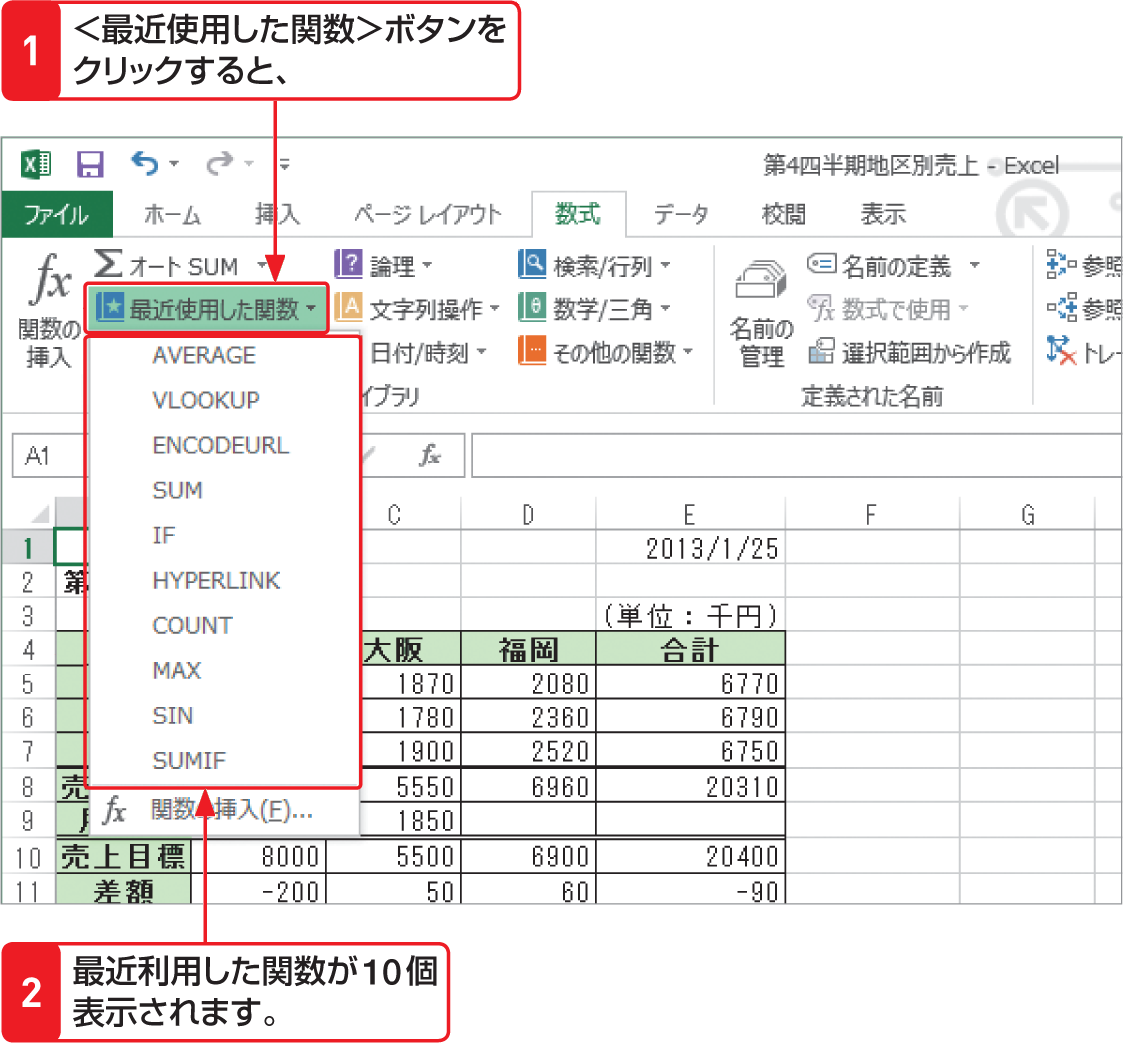 1
<最近使用した関数>ボタンを
クリックすると、
第4四半期地区別売上 - Excel
ファイル ホーム 挿入 ページ レイアウト 数式 データ 校閲 表示
fx
関数の
挿入
Σ オート SUM
最近使用した関数
論理
文字列操作
日付/時刻
検索/行列
数学/三角
その他の関数
イブラリ
名前の
管理
名前の定義
数式で使用
選択範囲から作成
定義された名前
参照
参照
トレー
AVERAGE
VLOOKUP
ENCODEURL
SUM
IF
HYPERLINK
COUNT
MAX
SIN
SUMIF
fx 関数の挿入(F)...
A1 fx
C D E F G
1 2013/1/25
2 第
3 (単位：千円)
4 大阪 福岡 合計
5 1870 2080 6770
6 1780 2360 6790
7 1900 2520 6750
8 売 5550 6960 20310
9 月 1850
10 売上目標 8000 5500 6900 20400
11 差額 -200 50 60 -90
2
最近利用した関数が10個
表示されます。